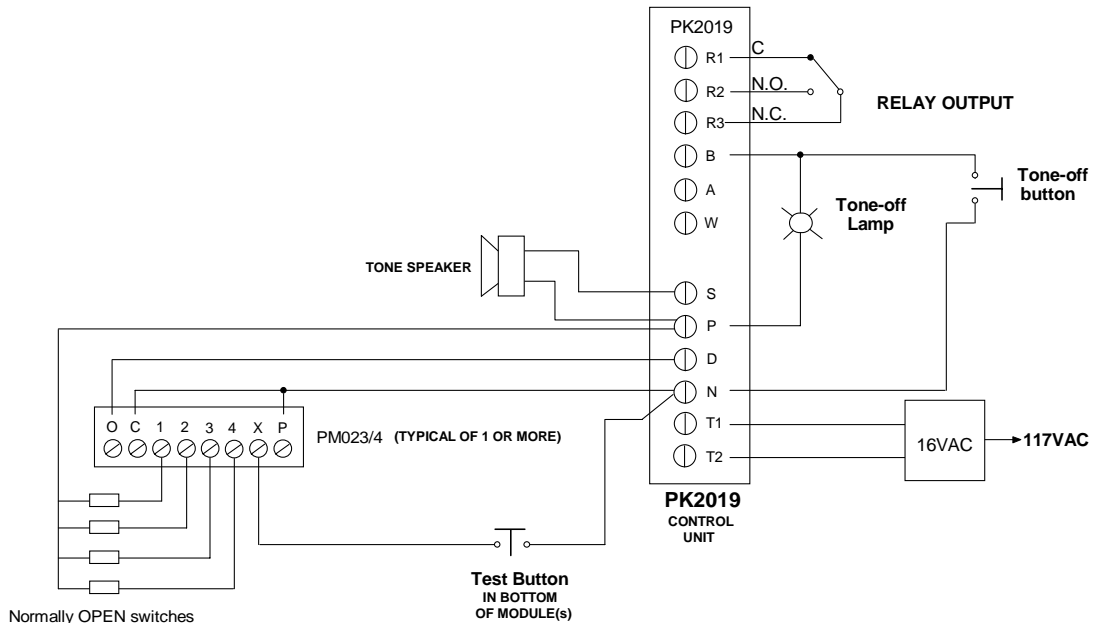 PK2019
R1
C
R2
N.O.
RELAY OUTPUT
R3
N.C.
B
A
W
Tone-off
Lamp
Tone-off
button
TONE SPEAKER
S
P
D
N
T1
T2
16VAC
117VAC
O C 1 2 3 4 X P
PM023/4 (TYPICAL OF 1 OR MORE)
PK2019
CONTROL
UNIT
Test Button
IN BOTTOM
OF MODULE(s)
Normally OPEN switches